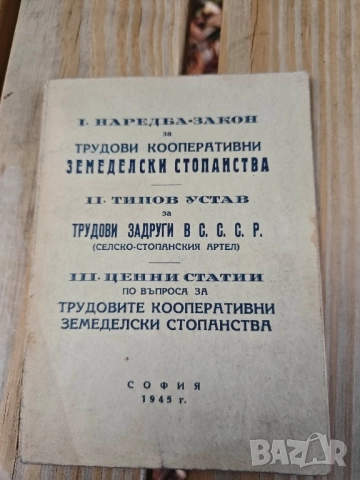 I. НАРЕДБА-ЗАКОН
за
ТРУДОВИ КООПЕРАТИВНИ
ЗЕМЕДЕЛСКИ СТОПАНСТВА
II. ТИПОВ УСТАВ
за
ТРУДОВИ ЗАДРУГИ В С. С. С. Р.
(СЕЛСКО-СТОПАНСКИЯ АРТЕЛ)
III. ЦЕННИ СТАТИИ
ПО ВЪПРОСА ЗА
ТРУДОВИТЕ КООПЕРАТИВНИ
ЗЕМЕДЕЛСКИ СТОПАНСТВА
СОФИЯ
1945 г.
BAZAR